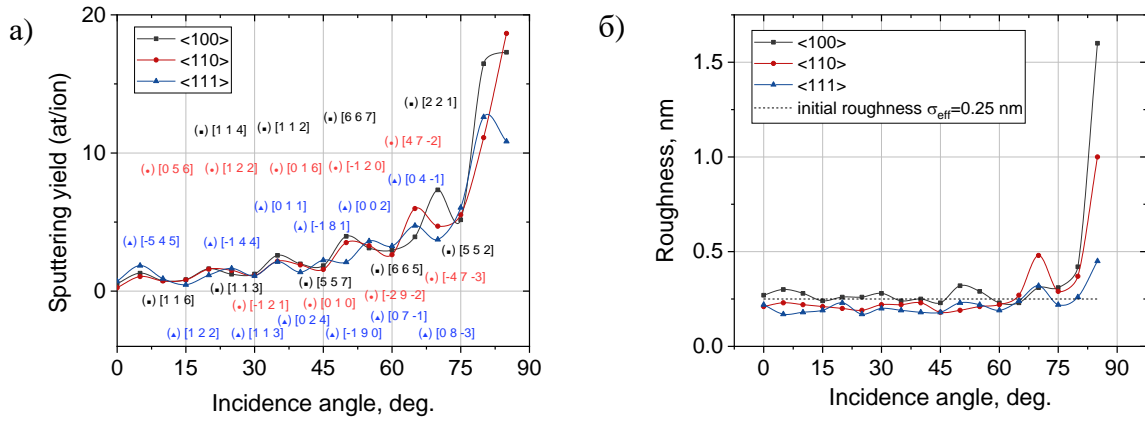 а)
Sputtering yield (at/ion)
20
10
0
<100>
<110>
<111>
(▪) [2 2 1]
(▪) [6 6 7]
(▪) [1 1 2]
(▪) [1 1 4]
(•) [4 7 -2]
(•) [0 5 6]
(•) [1 2 2]
(•) [0 1 6]
(•) [-1 2 0]
(▴) [0 4 -1]
(▴) [0 1 1]
(▴) [0 0 2]
(▴) [-1 8 1]
(▴) [-5 4 5]
(▴) [-1 4 4]
(▪) [5 5 2]
(▪) [6 6 5]
(▪) [5 5 7]
(▪) [1 1 3]
(▪) [1 1 6]
(•) [-4 7 -3]
(•) [-2 9 -2]
(•) [0 1 0]
(•) [-1 2 1]
(▴) [0 7 -1]
(▴) [0 2 4]
(▴) [1 2 2]
(▴) [1 1 3]
(▴) [-1 9 0]
(▴) [0 8 -3]
0 15 30 45 60 75 90
Incidence angle, deg.
б)
Roughness, nm
1.5
1.0
0.5
0.0
<100>
<110>
<111>
initial roughness σeff=0.25 nm
0 15 30 45 60 75 90
Incidence angle, deg.